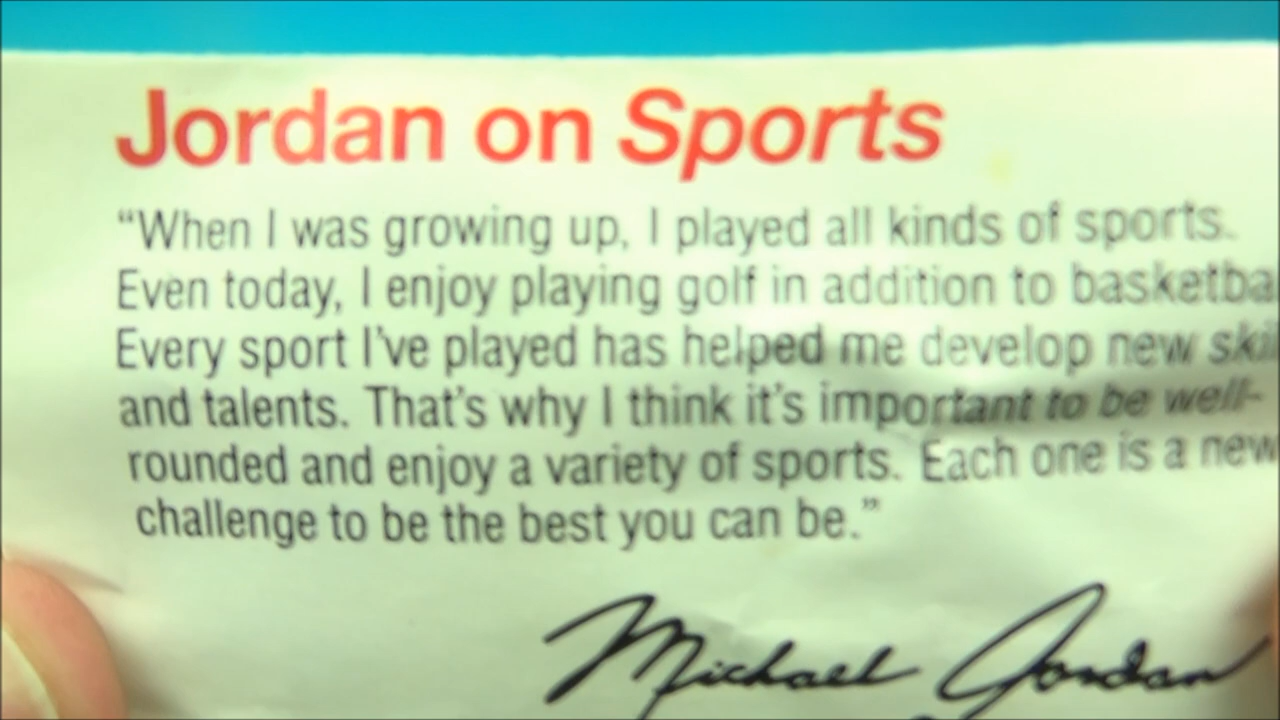 Jordan on Sports
“When I was growing up, I played all kinds of sports.
Even today, I enjoy playing golf in addition to basketba
Every sport I’ve played has helped me develop new ski
and talents. That’s why I think it’s important to be well-
rounded and enjoy a variety of sports. Each one is a new
challenge to be the best you can be.”
Michael Jordan